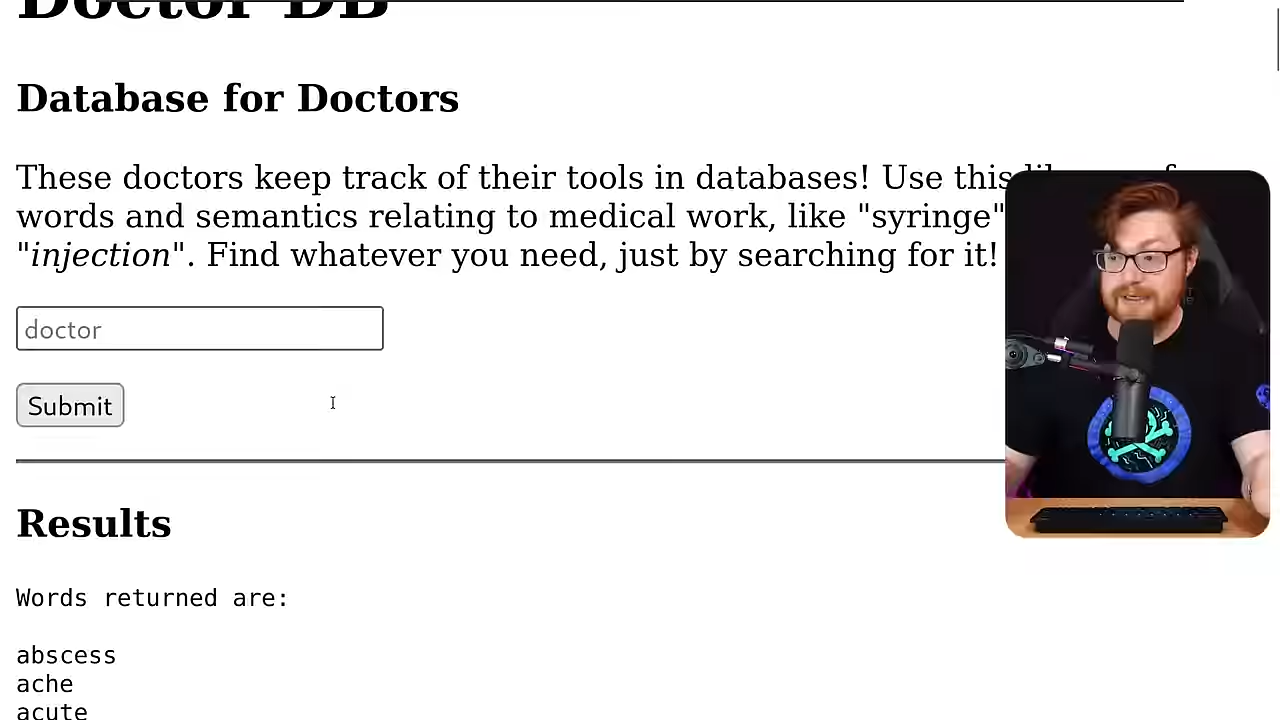 Doctor DB
Database for Doctors
These doctors keep track of their tools in databases! Use this
words and semantics relating to medical work, like "syringe"
"injection". Find whatever you need, just by searching for it!
doctor
Submit
Results
Words returned are:
abscess
ache
acute